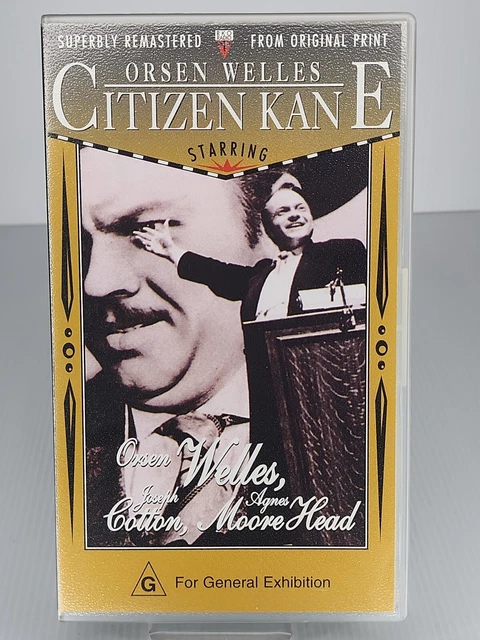 SUPERBLY REMASTERED FROM ORIGINAL PRINT
ORSEN WELLES
CITIZEN KANE
STARRING
Orsen Welles,
Joseph Agnes
Cotton, Moore Head
G For General Exhibition